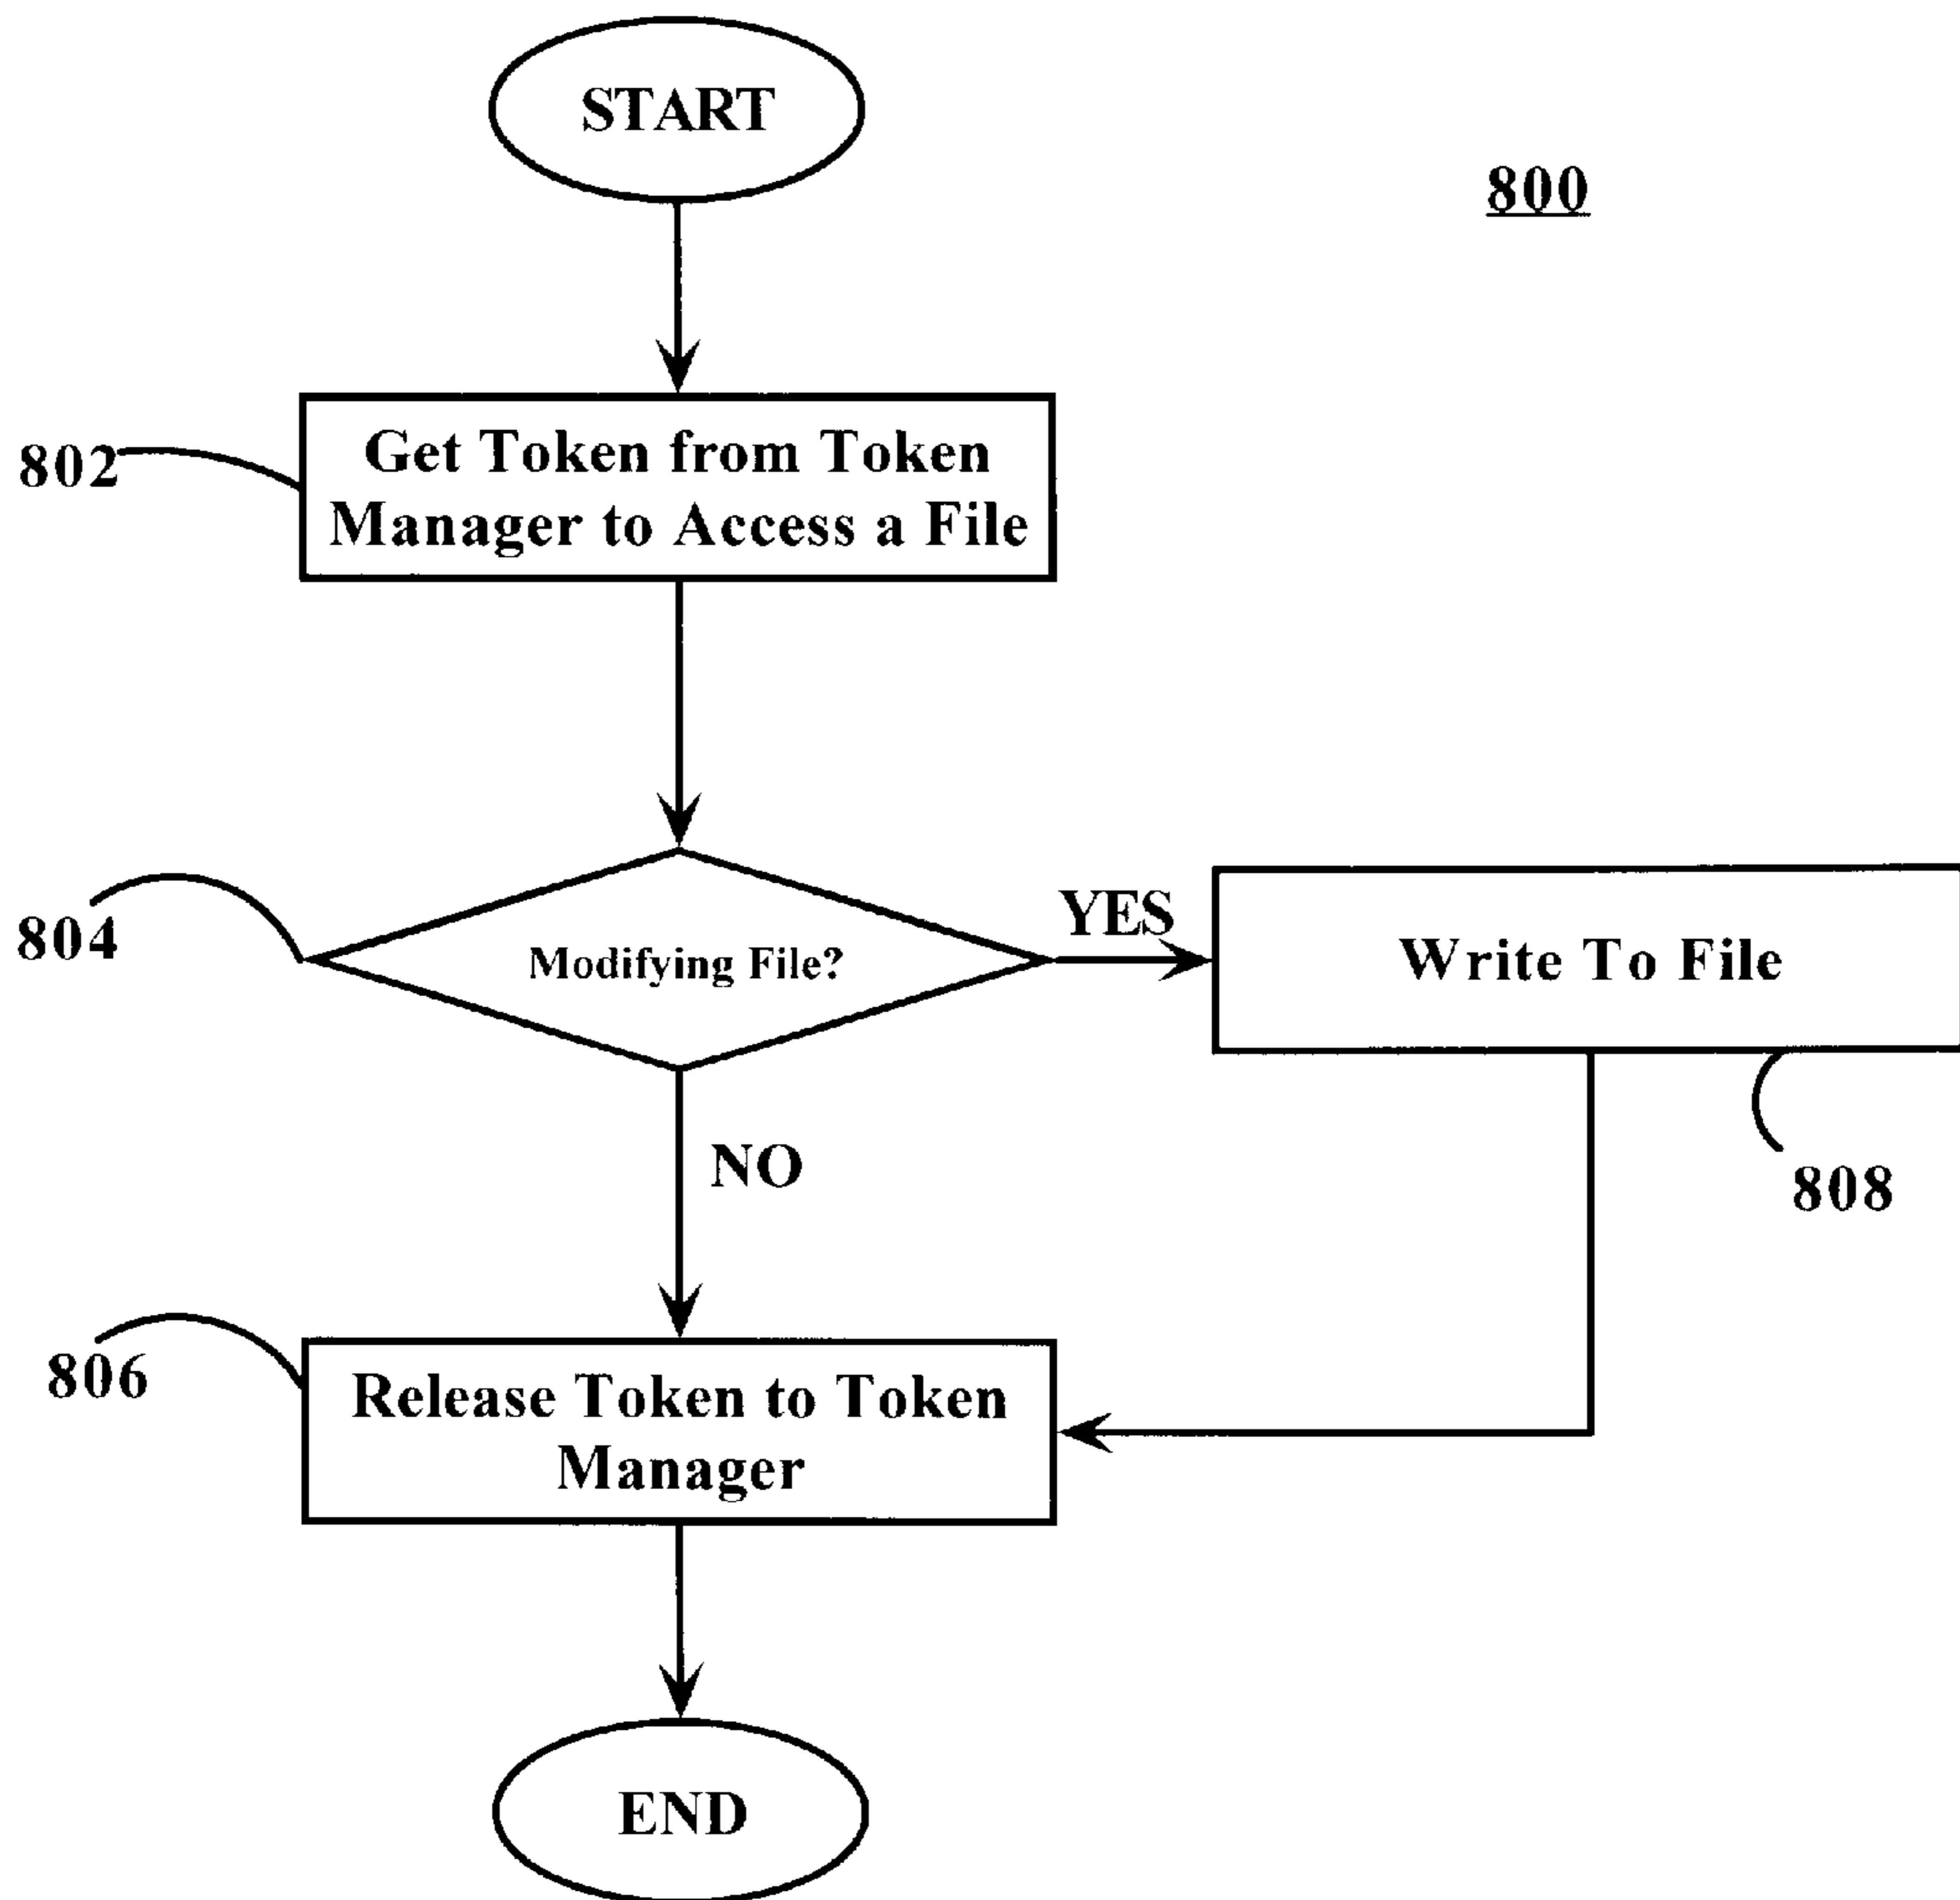 START
800
802
Get Token from Token
Manager to Access a File
804
Modifying File?
YES
Write To File
NO
808
806
Release Token to Token
Manager
END